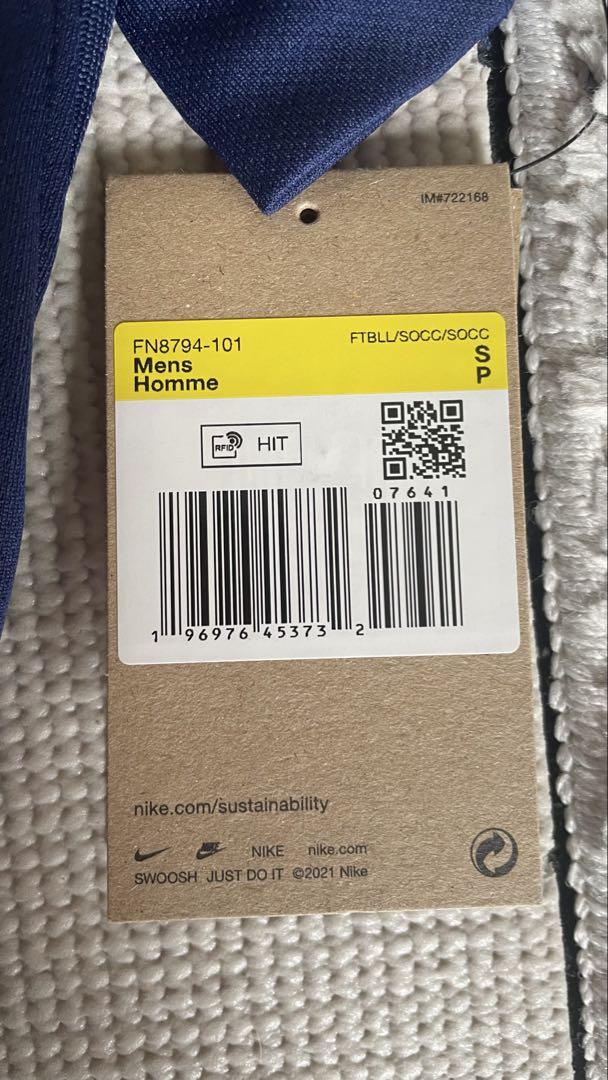 IM#722168
FN8794-101
FTBLL/SOCC/SOCC
Mens
Homme
S
P
RFID HIT
07641
1 96976 45373 2
nike.com/sustainability
NIKE nike.com
SWOOSH JUST DO IT ©2021 Nike